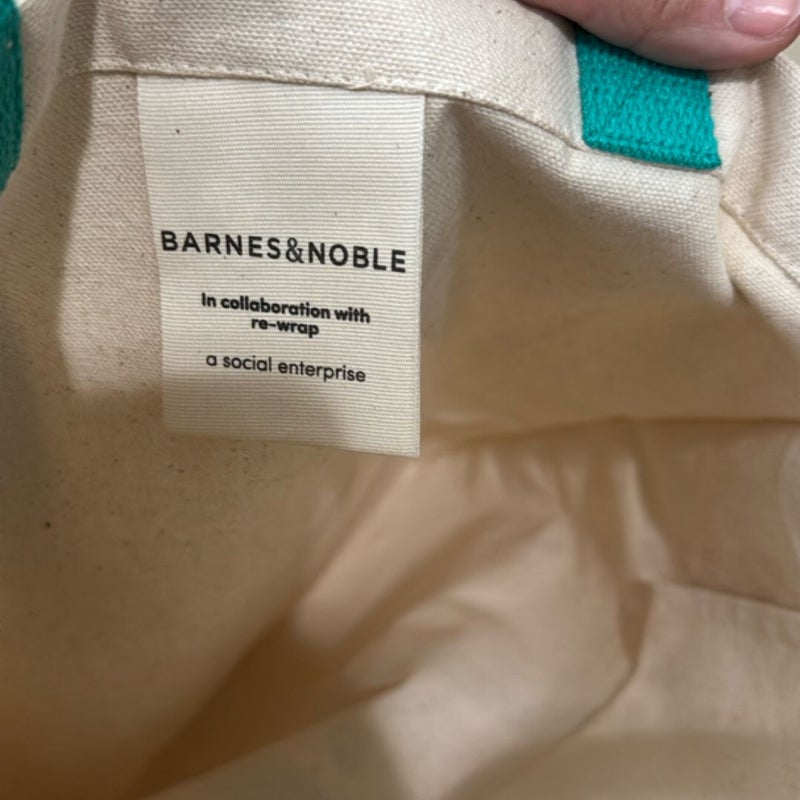 BARNES&NOBLE
In collaboration with
re-wrap
a social enterprise